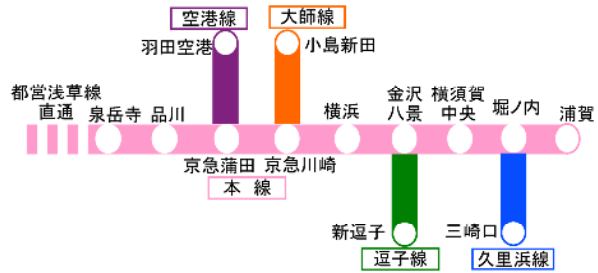 空港線
大師線
羽田空港
小島新田
都営浅草線
直通
泉岳寺
品川
横浜
金沢
八景
横須賀
中央
堀ノ内
浦賀
京急蒲田
京急川崎
本線
新逗子
三崎口
逗子線
久里浜線